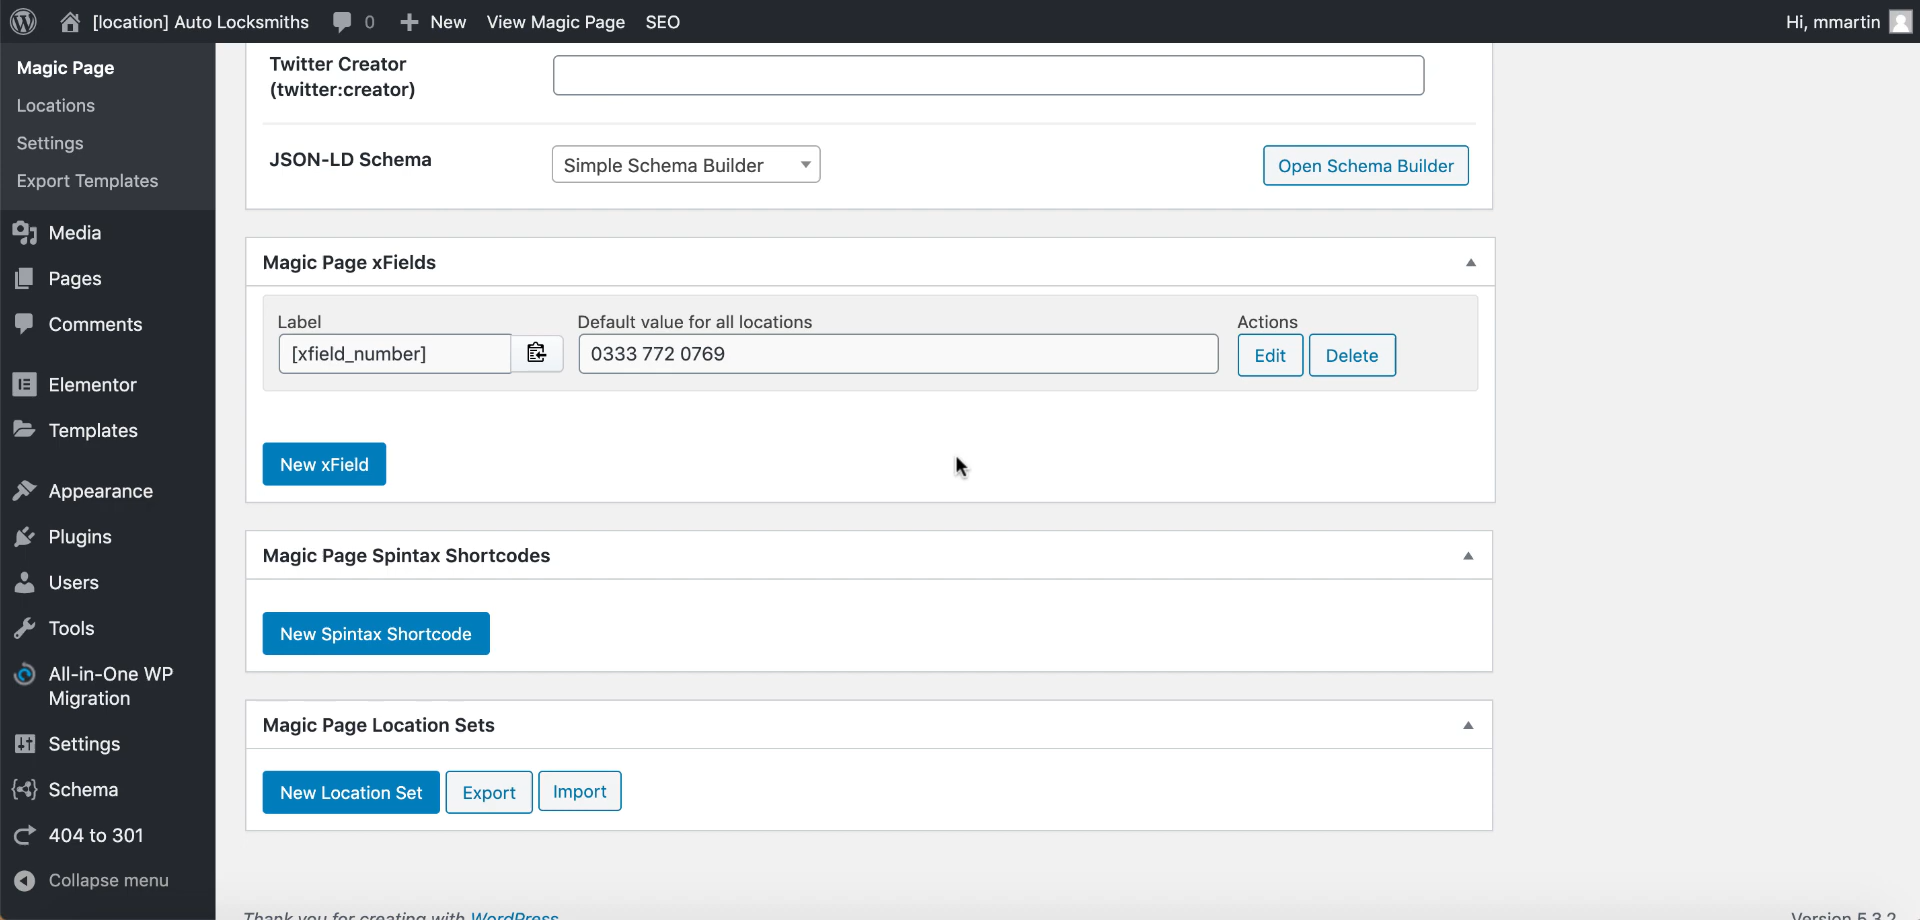 [location] Auto Locksmiths 0 New View Magic Page SEO Hi, mmartin
Magic Page
Locations
Settings
Export Templates
Media
Pages
Comments
Elementor
Templates
Appearance
Plugins
Users
Tools
All-in-One WP
Migration
Settings
Schema
404 to 301
Collapse menu
Twitter Creator
(twitter:creator)
JSON-LD Schema Simple Schema Builder Open Schema Builder
Magic Page xFields
Label Default value for all locations Actions
[xfield_number] 0333 772 0769 Edit Delete
New xField
Magic Page Spintax Shortcodes
New Spintax Shortcode
Magic Page Location Sets
New Location Set Export Import
Thank you for creating with WordPress Version 5.3.2